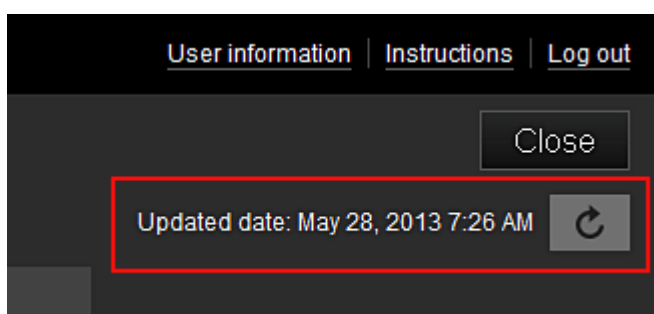 User information | Instructions | Log out
Close
Updated date: May 28, 2013 7:26 AM